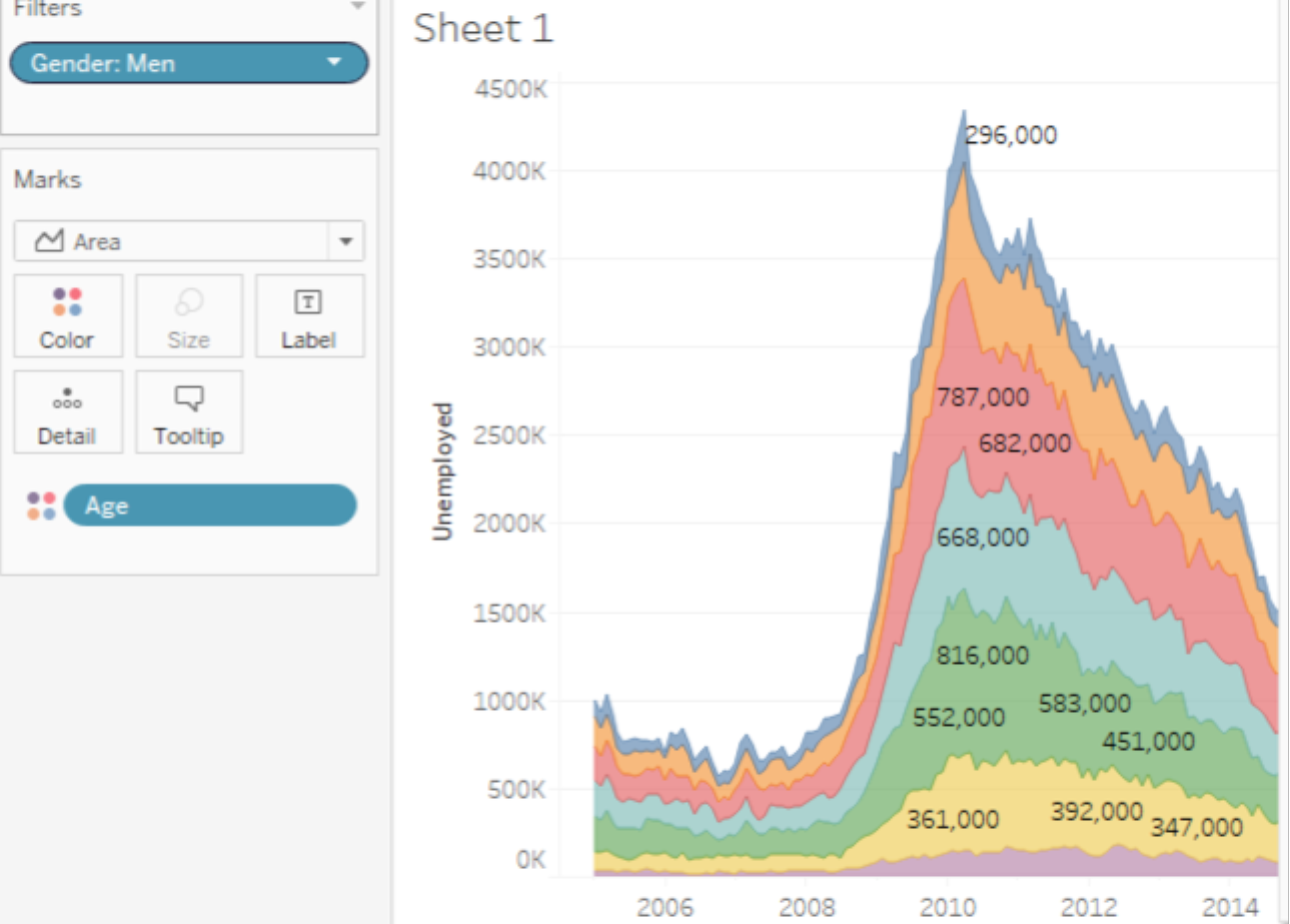 Filters
Gender: Men
Marks
Area
Color
Size
Label
Detail
Tooltip
Age
Sheet 1
Unemployed
4500K
4000K
3500K
3000K
2500K
2000K
1500K
1000K
500K
0K
296,000
787,000
682,000
668,000
816,000
583,000
552,000
451,000
392,000
361,000
347,000
2006
2008
2010
2012
2014